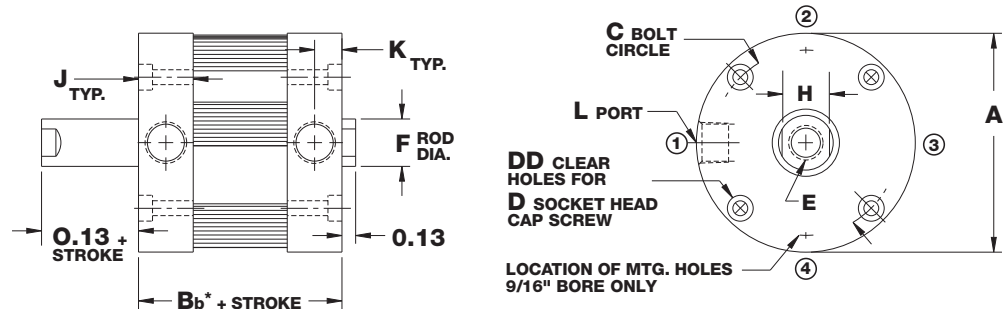 J TYP.
K TYP.
F ROD DIA.
O.13 + STROKE
0.13
Bb* + STROKE
2
C BOLT CIRCLE
H
A
L PORT
1
3
DD CLEAR
HOLES FOR
D SOCKET HEAD
CAP SCREW
E
LOCATION OF MTG. HOLES
9/16" BORE ONLY
4